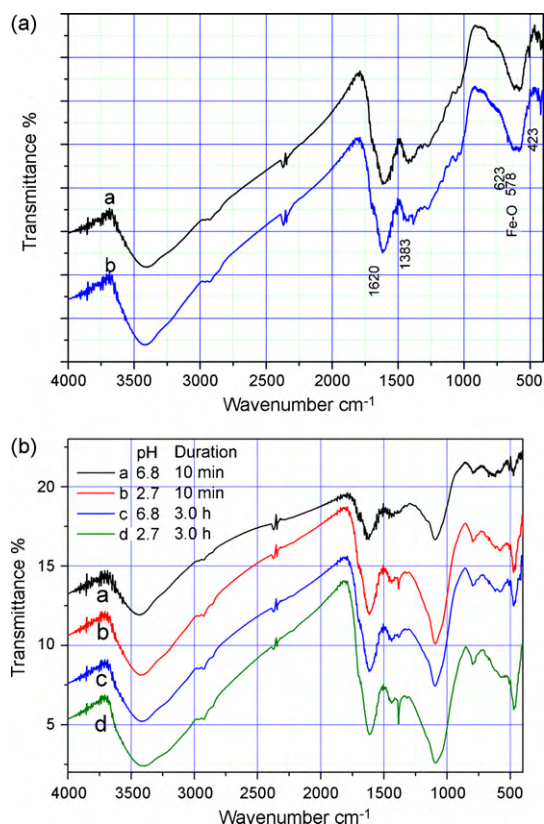 (a)
Transmittance %
a
b
1620
1383
Fe-O
623
578
423
4000 3500 3000 2500 2000 1500 1000 500
Wavenumber cm-1
(b)
pH Duration
a 6.8 10 min
b 2.7 10 min
c 6.8 3.0 h
d 2.7 3.0 h
Transmittance %
20
15
10
5
a
b
c
d
4000 3500 3000 2500 2000 1500 1000 500
Wavenumber cm-1